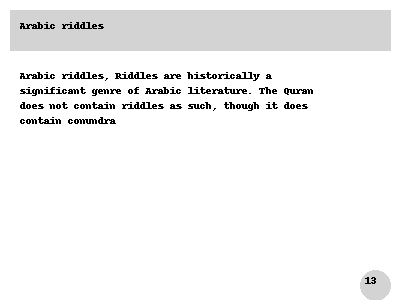 Arabic riddles
Arabic riddles, Riddles are historically a
significant genre of Arabic literature. The Quran
does not contain riddles as such, though it does
contain conundra
13